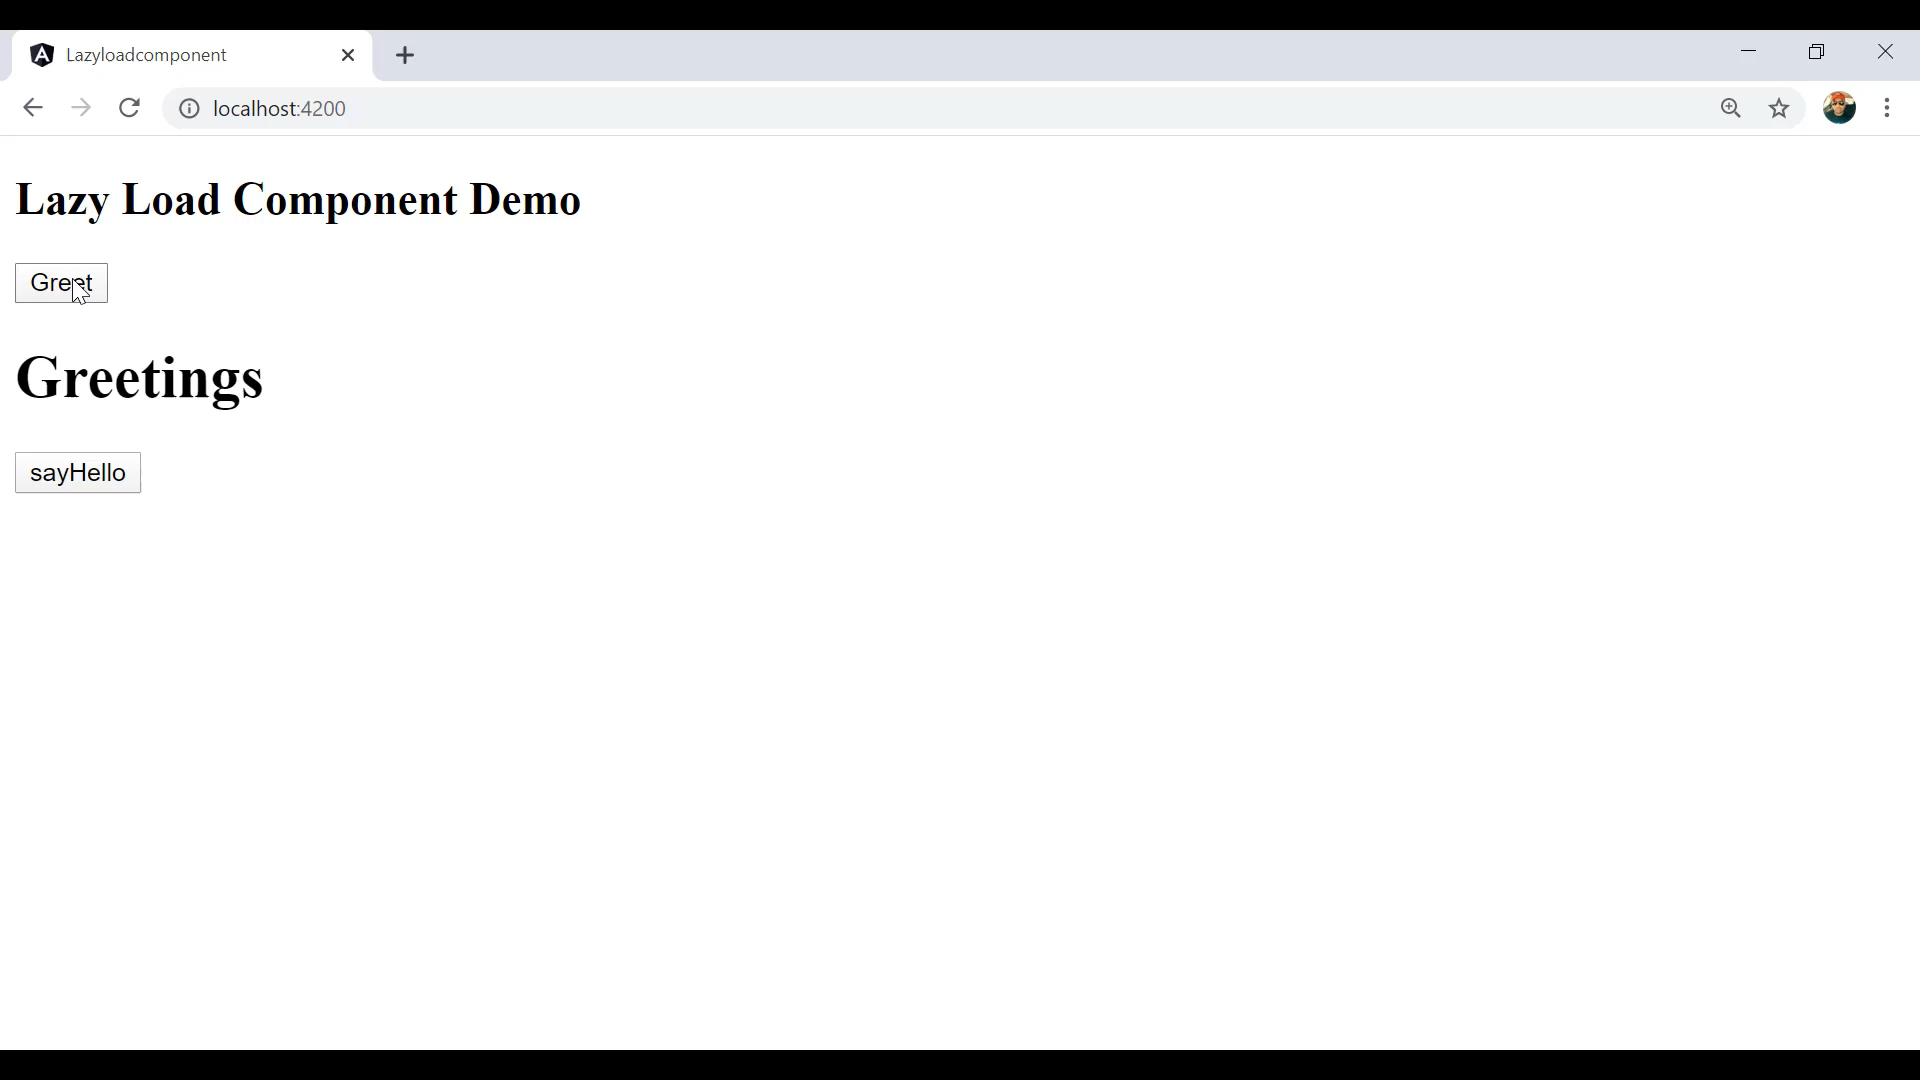 Lazyloadcomponent
localhost:4200
Lazy Load Component Demo
Greet
Greetings
sayHello